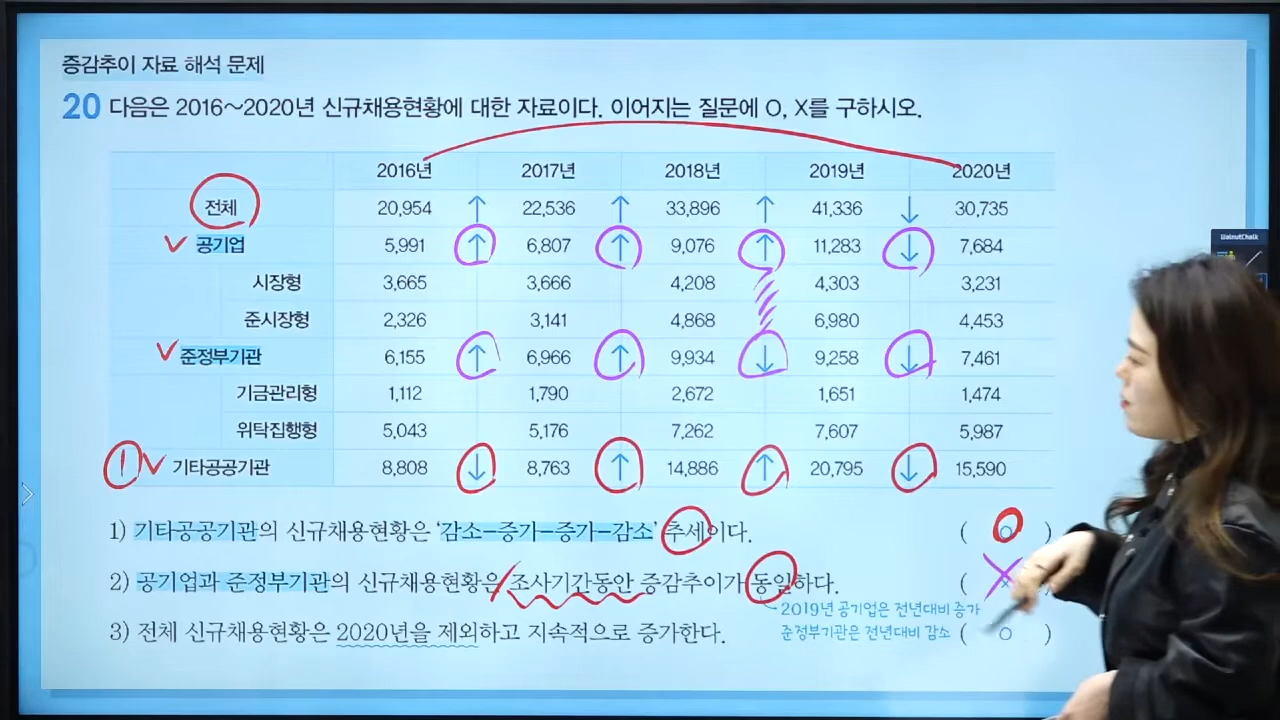 증감추이 자료 해석 문제
20 다음은 2016~2020년 신규채용현황에 대한 자료이다. 이어지는 질문에 O, X를 구하시오.
2016년 2017년 2018년 2019년 2020년
전체 20,954 ↑ 22,536 ↑ 33,896 ↑ 41,336 ↓ 30,735
공기업 5,991 ↑ 6,807 ↑ 9,076 ↑ 11,283 ↓ 7,684
시장형 3,665 3,666 4,208 4,303 3,231
준시장형 2,326 3,141 4,868 6,980 4,453
준정부기관 6,155 ↑ 6,966 ↑ 9,934 ↓ 9,258 ↓ 7,461
기금관리형 1,112 1,790 2,672 1,651 1,474
위탁집행형 5,043 5,176 7,262 7,607 5,987
① 기타공공기관 8,808 ↓ 8,763 ↑ 14,886 ↑ 20,795 ↓ 15,590
1) 기타공공기관의 신규채용현황은 ‘감소-증가-증가-감소’ 추세이다. ( ○ )
2) 공기업과 준정부기관의 신규채용현황은 조사기간동안 증감추이가 동일하다. ( × )
2019년 공기업은 전년대비 증가
준정부기관은 전년대비 감소
3) 전체 신규채용현황은 2020년을 제외하고 지속적으로 증가한다. ( ○ )
WalnutChalk